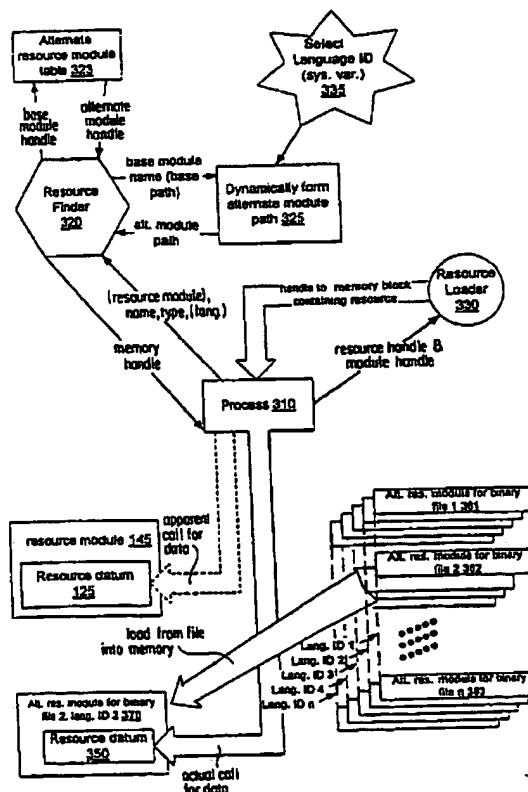 Alternate
resource module
table 323
Select
Language ID
(sys. var.)
335
base
module
handle
alternate
module
handle
Resource
Finder
320
base module
name (base
path)
alt. module
path
Dynamically form
alternate module
path 325
Resource
Loader
330
handle to memory block
containing resource
(resource module),
name, type, (lang.)
memory
handle
resource handle &
module handle
Process 310
resource module 145
Resource datum
125
apparent
call for
data
Alt. res. module for binary
file 1 361
Alt. res. module for binary
file 2 362
load from file
into memory
Lang. ID 1
Lang. ID 2
Lang. ID 3
Lang. ID 4
Lang. ID n
Alt. res. module for binary
file n 363
Alt. res. module for binary
file 2, lang. ID 3 370
Resource datum
350
actual call
for data